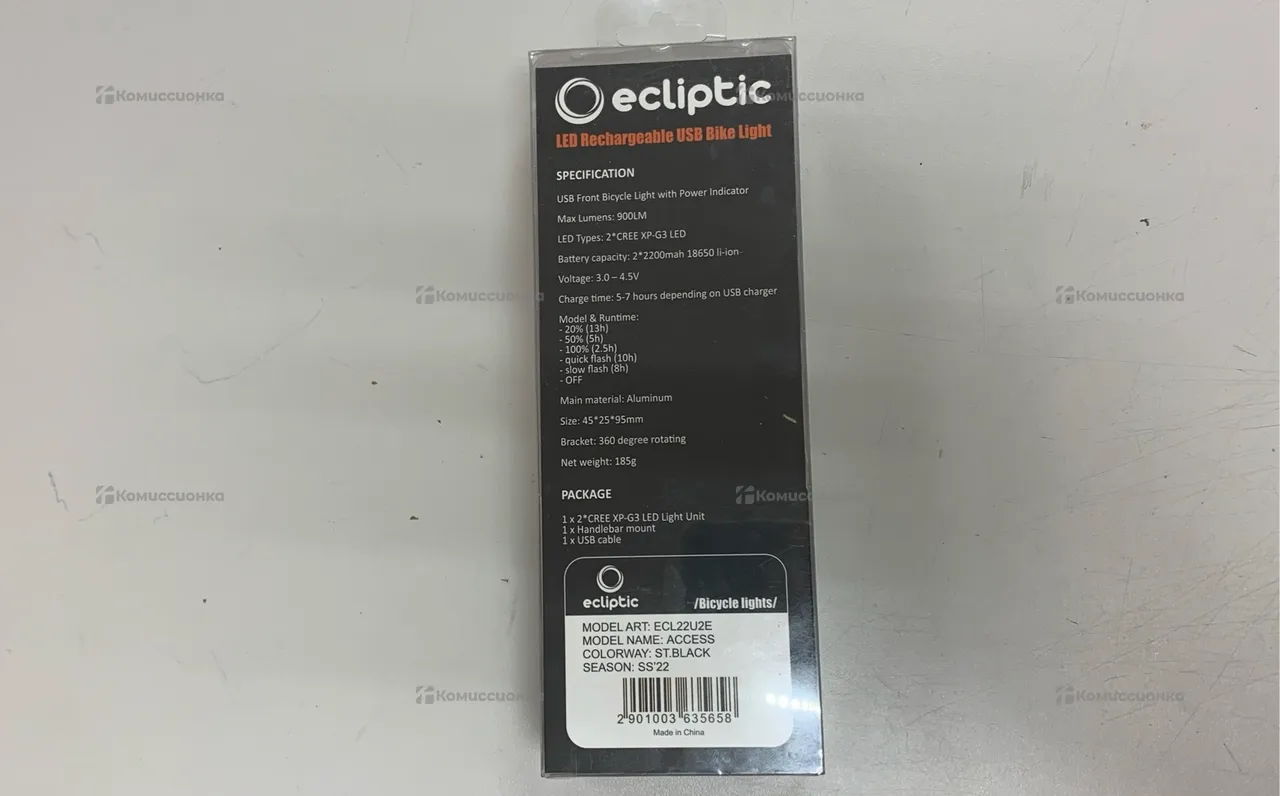 ecliptic
LED Rechargeable USB Bike Light
SPECIFICATION
USB Front Bicycle Light with Power Indicator
Max Lumens: 900LM
LED Types: 2*CREE XP-G3 LED
Battery capacity: 2*2200mah 18650 li-ion
Voltage: 3.0 – 4.5V
Charge time: 5-7 hours depending on USB charger
Model & Runtime:
- 20% (13h)
- 50% (5h)
- 100% (2.5h)
- quick flash (10h)
- slow flash (8h)
- OFF
Main material: Aluminum
Size: 45*25*95mm
Bracket: 360 degree rotating
Net weight: 185g
PACKAGE
1 x 2*CREE XP-G3 LED Light Unit
1 x Handlebar mount
1 x USB cable
ecliptic
/Bicycle lights/
MODEL ART: ECL22U2E
MODEL NAME: ACCESS
COLORWAY: ST.BLACK
SEASON: SS'22
2 901003 635658
Made in China
Комиссионка
Комиссионка
Комиссионка
Комиссионка
Комиссионка
Комиссионка
Комиссионка
Комиссионка